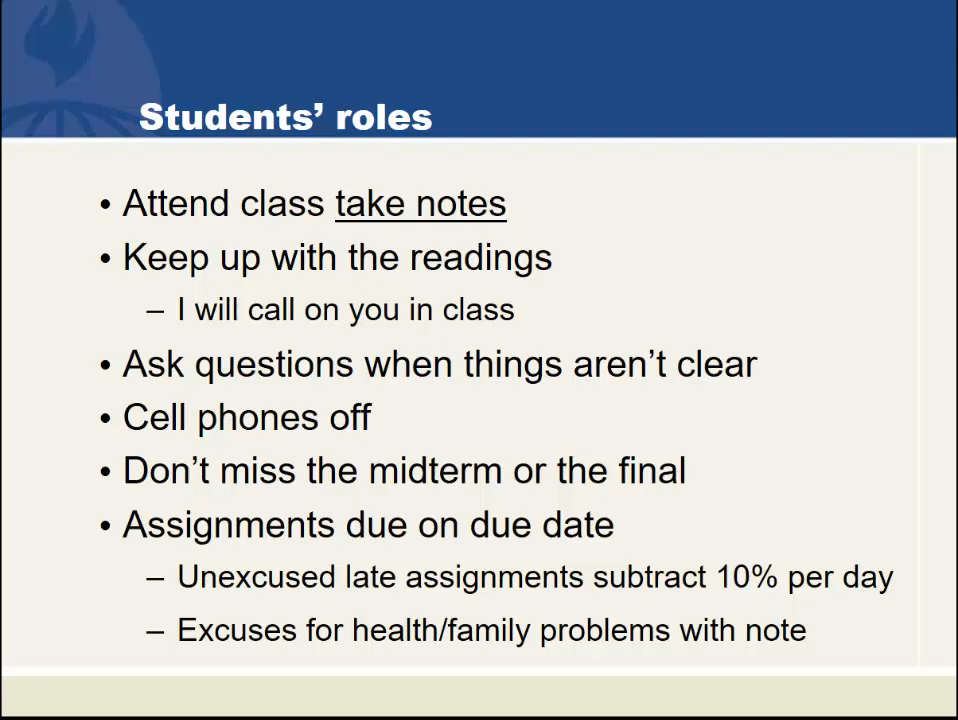 Students’ roles
• Attend class take notes
• Keep up with the readings
– I will call on you in class
• Ask questions when things aren’t clear
• Cell phones off
• Don’t miss the midterm or the final
• Assignments due on due date
– Unexcused late assignments subtract 10% per day
– Excuses for health/family problems with note